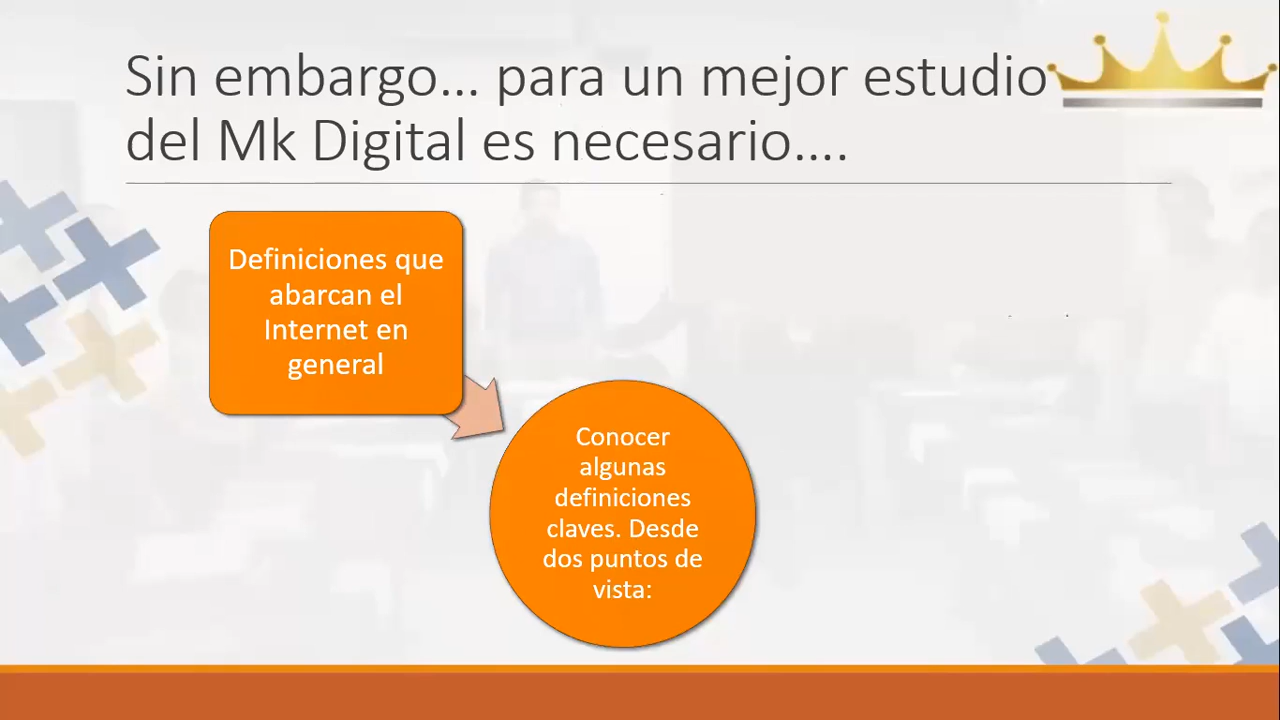 Sin embargo... para un mejor estudio
del Mk Digital es necesario....
Definiciones que
abarcan el
Internet en
general
Conocer
algunas
definiciones
claves. Desde
dos puntos de
vista: